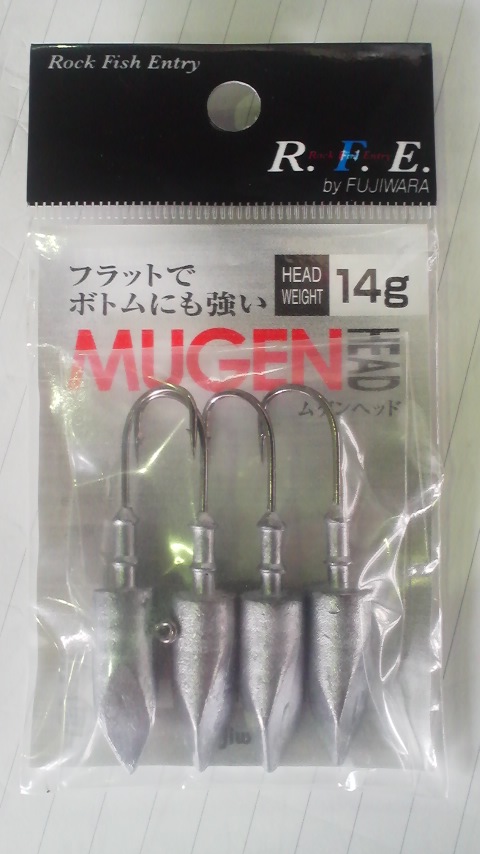 Rock Fish Entry
R. F. E.
Rock Fish Entry
by FUJIWARA
フラットで
ボトムにも強い
HEAD
WEIGHT
14g
MUGEN
HEAD
ムゲンヘッド